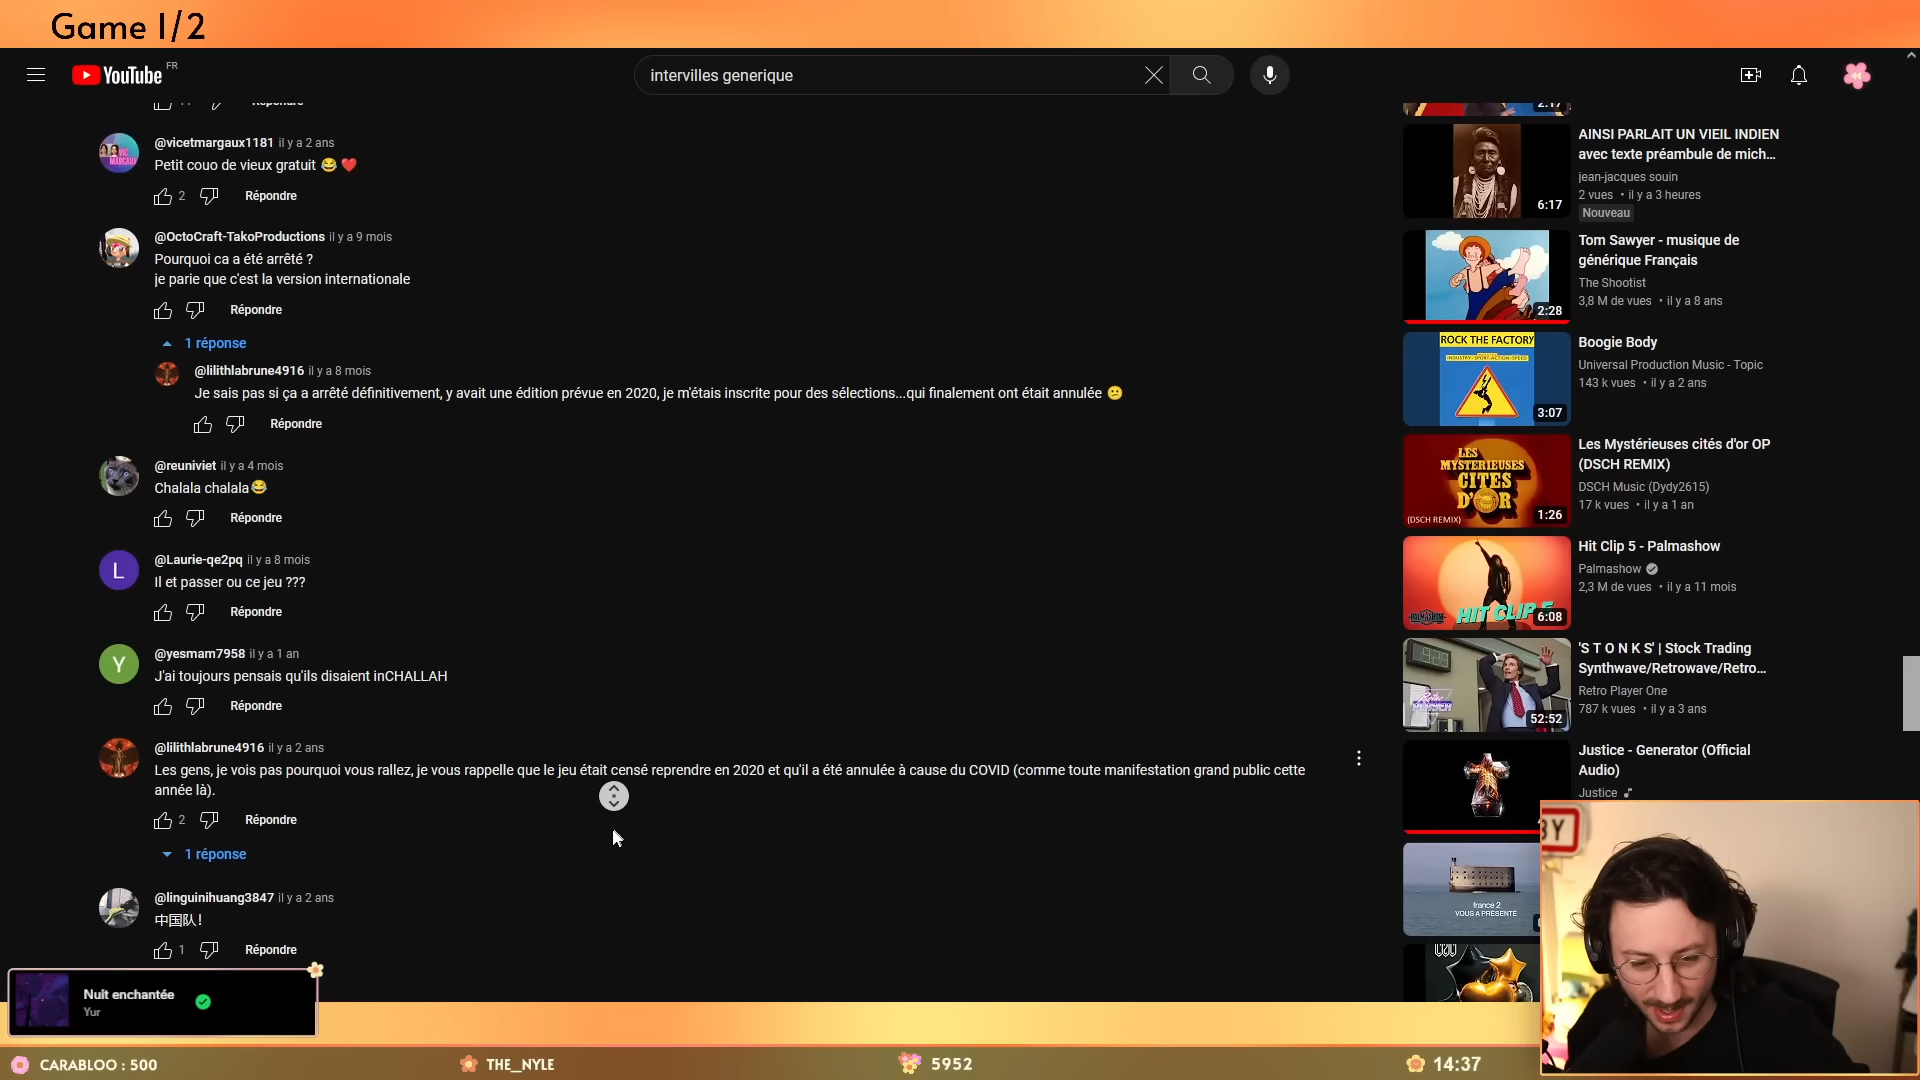 Game 1/2
YouTube FR
intervilles generique
Répondre
@vicetmargaux1181 il y a 2 ans
Petit couo de vieux gratuit 😂 ❤️
2 Répondre
@OctoCraft-TakoProductions il y a 9 mois
Pourquoi ca a été arrêté ?
je parie que c'est la version internationale
Répondre
1 réponse
@lilithlabrune4916 il y a 8 mois
Je sais pas si ça a arrêté définitivement, y avait une édition prévue en 2020, je m'étais inscrite pour des sélections...qui finalement ont était annulée 😕
Répondre
@reuniviet il y a 4 mois
Chalala chalala😂
Répondre
L
@Laurie-qe2pq il y a 8 mois
Il et passer ou ce jeu ???
Répondre
Y
@yesmam7958 il y a 1 an
J'ai toujours pensais qu'ils disaient inCHALLAH
Répondre
@lilithlabrune4916 il y a 2 ans
Les gens, je vois pas pourquoi vous rallez, je vous rappelle que le jeu était censé reprendre en 2020 et qu'il a été annulée à cause du COVID (comme toute manifestation grand public cette
année là).
2 Répondre
1 réponse
@linguinihuang3847 il y a 2 ans
中国队！
1 Répondre
2:17
6:17
AINSI PARLAIT UN VIEIL INDIEN
avec texte préambule de mich...
jean-jacques souin
2 vues • il y a 3 heures
Nouveau
2:28
Tom Sawyer - musique de
générique Français
The Shootist
3,8 M de vues • il y a 8 ans
ROCK THE FACTORY
INDUSTRY·SPORT·ACTION·SPEED
3:07
Boogie Body
Universal Production Music - Topic
143 k vues • il y a 2 ans
LES
MYSTERIEUSES
CITES
D'OR
(DSCH REMIX)
1:26
Les Mystérieuses cités d'or OP
(DSCH REMIX)
DSCH Music (Dydy2615)
17 k vues • il y a 1 an
PALMASHOW
HIT CLIP 5
6:08
Hit Clip 5 - Palmashow
Palmashow
2,3 M de vues • il y a 11 mois
9:29
52:52
'S T O N K S' | Stock Trading
Synthwave/Retrowave/Retro...
Retro Player One
787 k vues • il y a 3 ans
Justice - Generator (Official
Audio)
Justice
france 2
VOUS A PRÉSENTÉ
BY
Nuit enchantée
Yur
CARABLOO : 500
THE_NYLE
5952
14:37